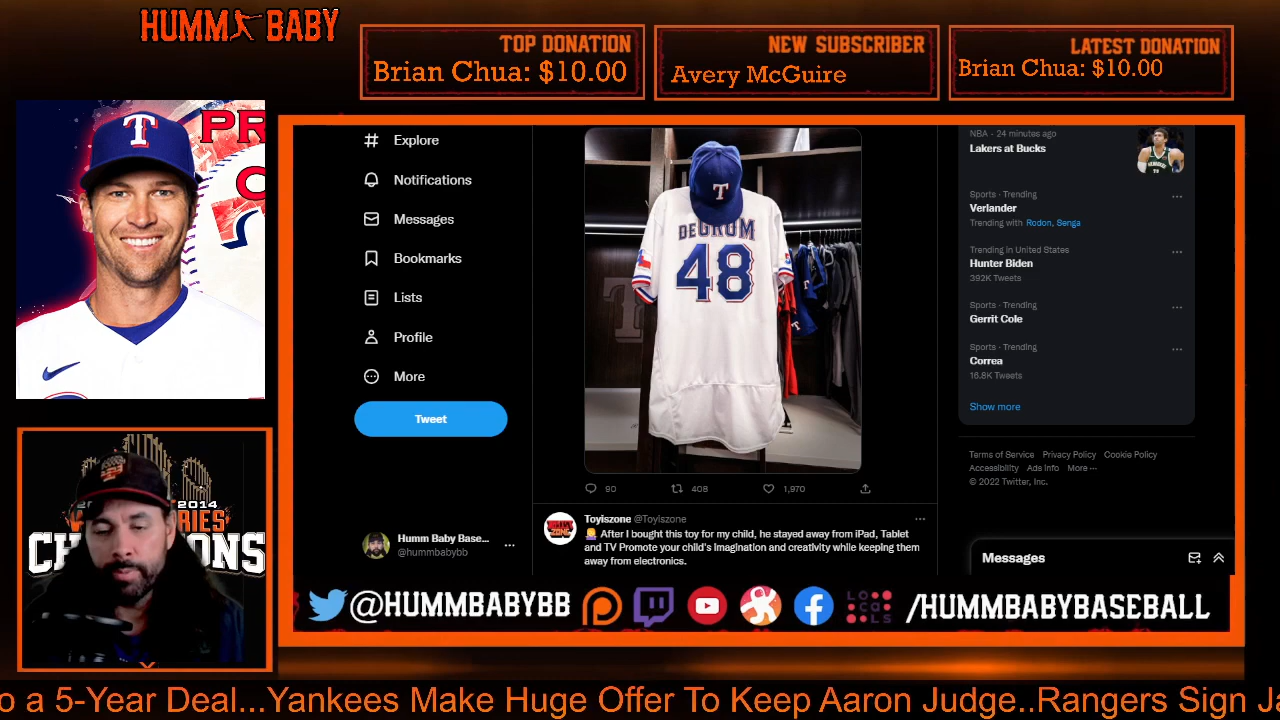 HUMM BABY
TOP DONATION
Brian Chua: $10.00
NEW SUBSCRIBER
Avery McGuire
LATEST DONATION
Brian Chua: $10.00
T
PR
Explore
Notifications
Messages
Bookmarks
Lists
Profile
More
Tweet
Humm Baby Base...
@hummbabybb
T
DEGROM
48
90
408
1,970
Toyiszone @Toyiszone
After I bought this toy for my child, he stayed away from iPad, Tablet
and TV Promote your child's imagination and creativity while keeping them
away from electronics.
NBA · 24 minutes ago
Lakers at Bucks
Sports · Trending
Verlander
Trending with Rodon, Senga
Trending in United States
Hunter Biden
392K Tweets
Sports · Trending
Gerrit Cole
Sports · Trending
Correa
16.8K Tweets
Show more
Terms of Service Privacy Policy Cookie Policy
Accessibility Ads info More ···
© 2022 Twitter, Inc.
Messages
2014
@HUMMBABYBB
LOCALS
/HUMMBABYBASEBALL
o a 5-Year Deal...Yankees Make Huge Offer To Keep Aaron Judge..Rangers Sign Ja